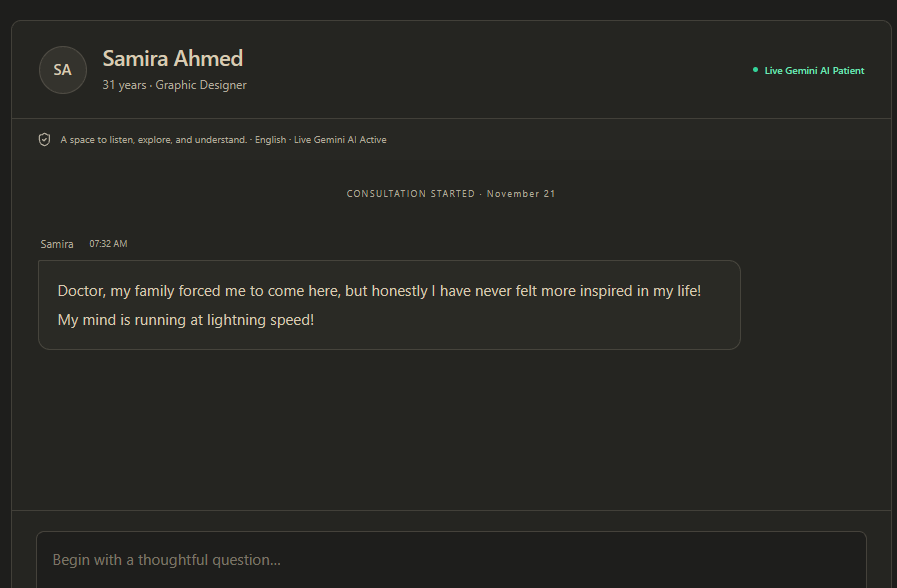 SA
Samira Ahmed
31 years · Graphic Designer
Live Gemini AI Patient
A space to listen, explore, and understand. · English · Live Gemini AI Active
CONSULTATION STARTED · November 21
Samira 07:32 AM
Doctor, my family forced me to come here, but honestly I have never felt more inspired in my life!
My mind is running at lightning speed!
Begin with a thoughtful question...